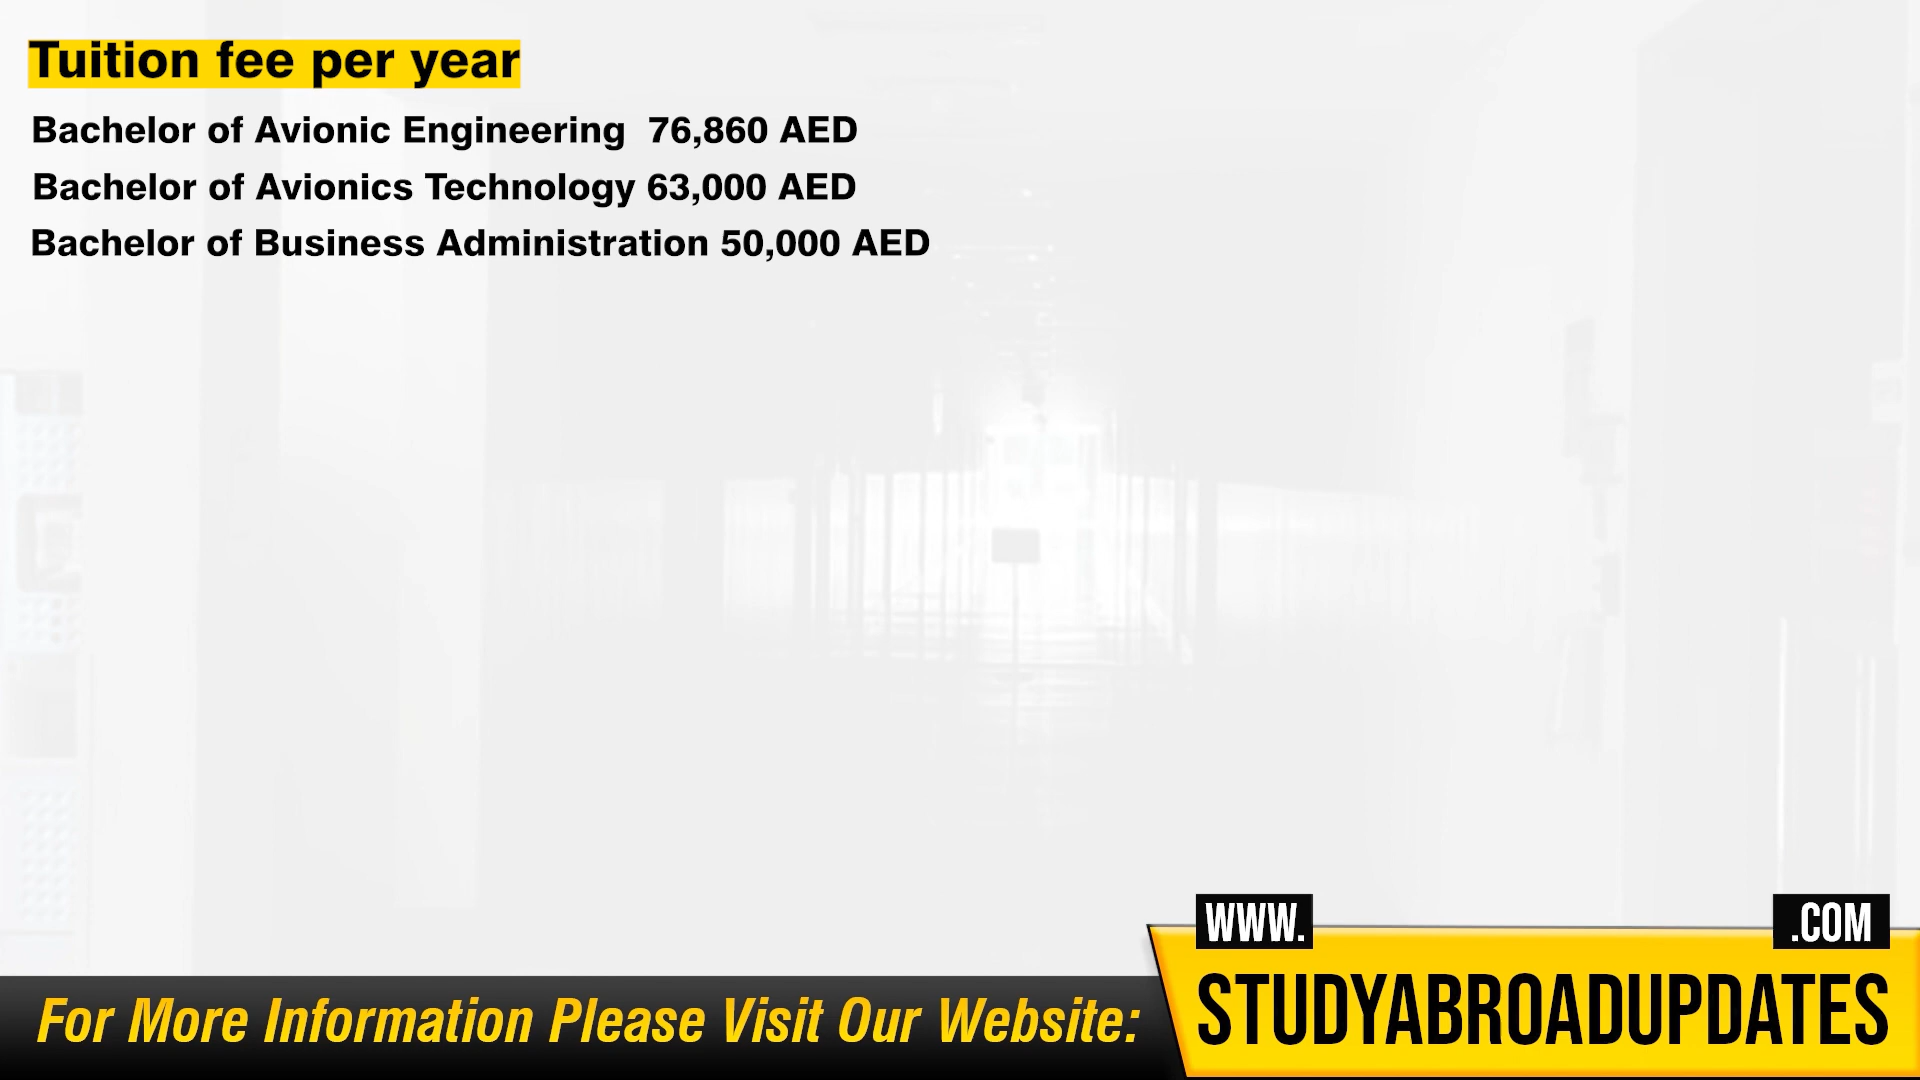 Tuition fee per year
Bachelor of Avionic Engineering 76,860 AED
Bachelor of Avionics Technology 63,000 AED
Bachelor of Business Administration 50,000 AED
WWW. .COM
For More Information Please Visit Our Website: STUDYABROADUPDATES